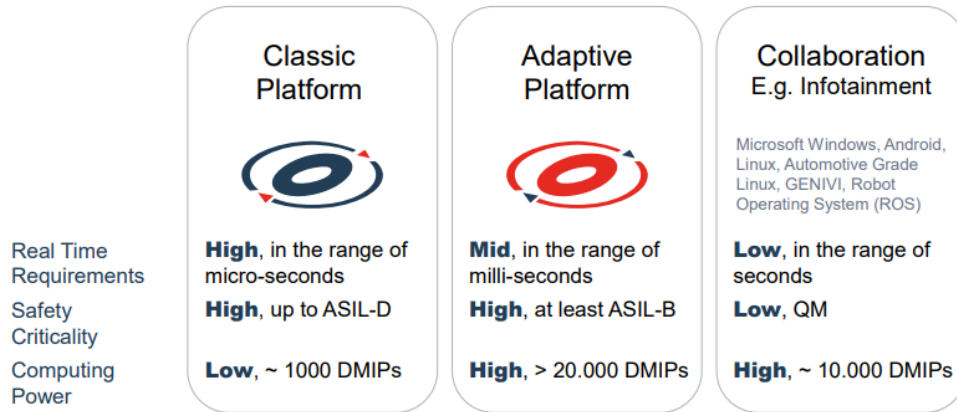 Classic
Platform
Adaptive
Platform
Collaboration
E.g. Infotainment
Microsoft Windows, Android,
Linux, Automotive Grade
Linux, GENIVI, Robot
Operating System (ROS)
Real Time
Requirements
High, in the range of
micro-seconds
Mid, in the range of
milli-seconds
Low, in the range of
seconds
Safety
Criticality
High, up to ASIL-D
High, at least ASIL-B
Low, QM
Computing
Power
Low, ~ 1000 DMIPs
High, > 20.000 DMIPs
High, ~ 10.000 DMIPs